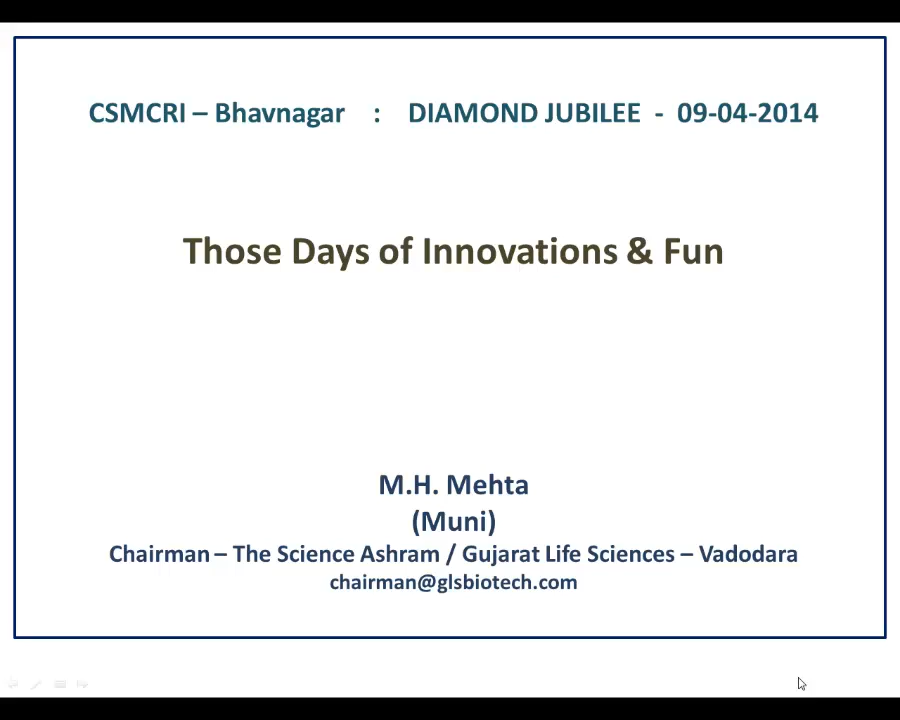 CSMCRI – Bhavnagar : DIAMOND JUBILEE - 09-04-2014
Those Days of Innovations & Fun
M.H. Mehta
(Muni)
Chairman – The Science Ashram / Gujarat Life Sciences – Vadodara
chairman@glsbiotech.com